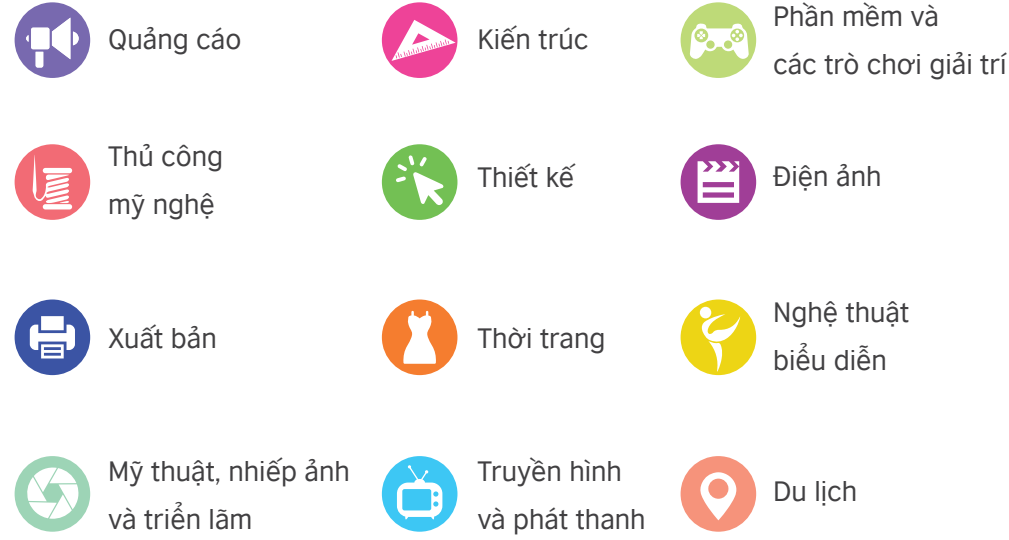 Quảng cáo
Kiến trúc
Phần mềm và
các trò chơi giải trí
Thủ công
mỹ nghệ
Thiết kế
Điện ảnh
Xuất bản
Thời trang
Nghệ thuật
biểu diễn
Mỹ thuật, nhiếp ảnh
và triển lãm
Truyền hình
và phát thanh
Du lịch